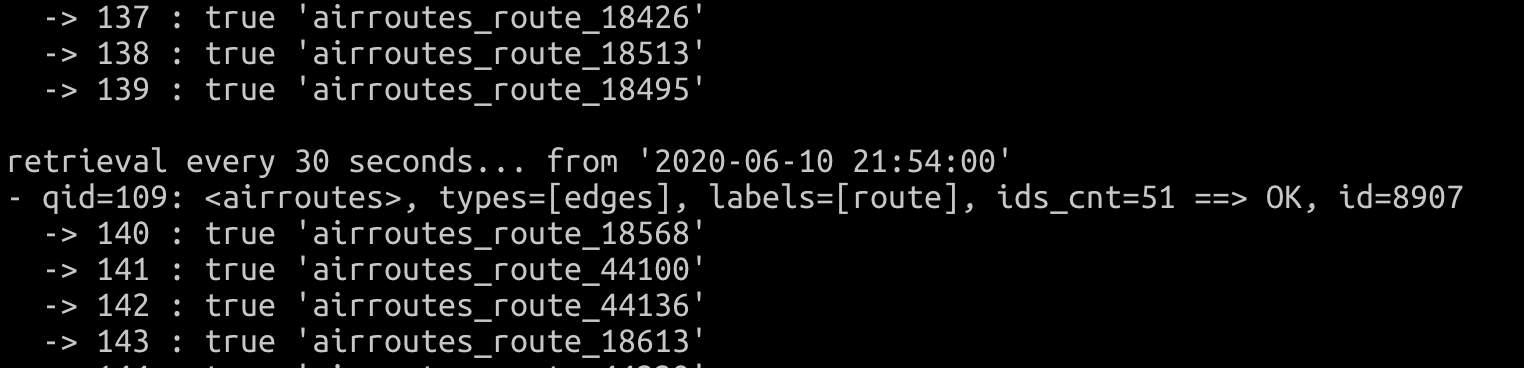 -> 137 : true 'airroutes_route_18426'
-> 138 : true 'airroutes_route_18513'
-> 139 : true 'airroutes_route_18495'
retrieval every 30 seconds... from '2020-06-10 21:54:00'
- qid=109: <airroutes>, types=[edges], labels=[route], ids_cnt=51 ==> OK, id=8907
-> 140 : true 'airroutes_route_18568'
-> 141 : true 'airroutes_route_44100'
-> 142 : true 'airroutes_route_44136'
-> 143 : true 'airroutes_route_18613'